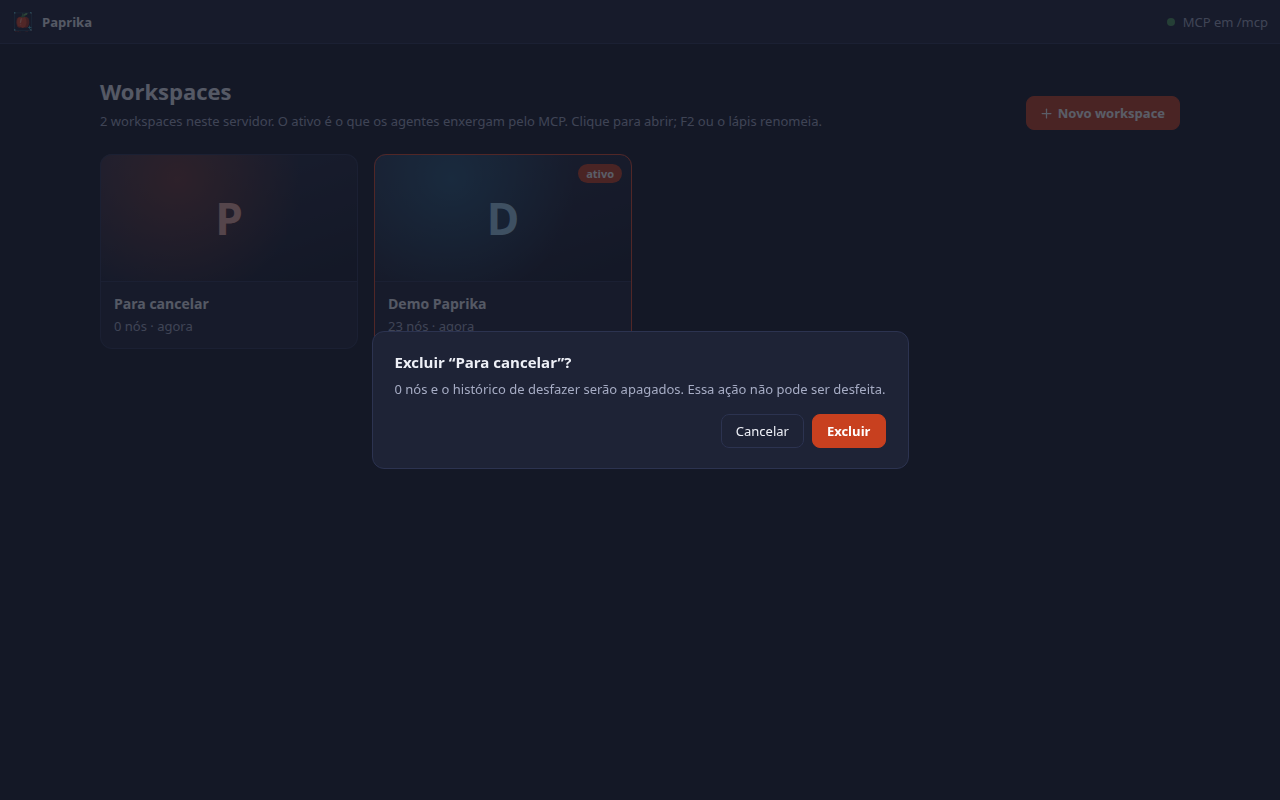 Paprika
MCP em /mcp
Workspaces
2 workspaces neste servidor. O ativo é o que os agentes enxergam pelo MCP. Clique para abrir; F2 ou o lápis renomeia.
+ Novo workspace
P
ativo
D
Para cancelar
0 nós · agora
Demo Paprika
23 nós · agora
Excluir “Para cancelar”?
0 nós e o histórico de desfazer serão apagados. Essa ação não pode ser desfeita.
Cancelar
Excluir